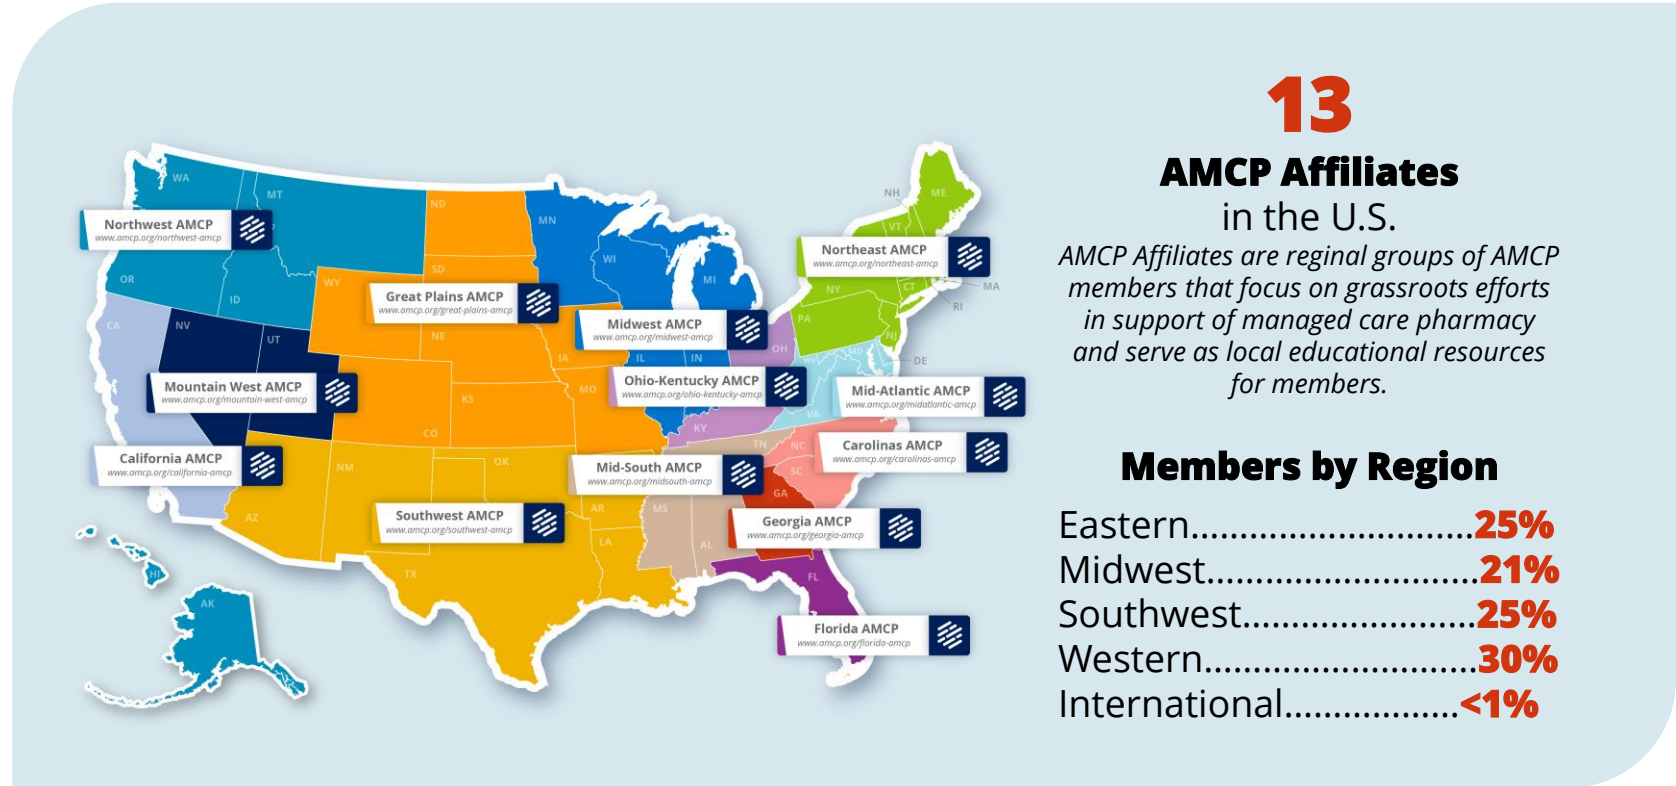 WA
MT
Northwest AMCP
www.amcp.org/northwest-amcp
OR
ID
ND
SD
WY
Great Plains AMCP
www.amcp.org/great-plains-amcp
NE
IA
KS
MO
CO
MN
WI
MI
Midwest AMCP
www.amcp.org/midwest-amcp
IL
IN
OH
NH
ME
VT
Northeast AMCP
www.amcp.org/northeast-amcp
NY
CT
MA
RI
PA
NJ
CA
NV
UT
Mountain West AMCP
www.amcp.org/mountain-west-amcp
Ohio-Kentucky AMCP
www.amcp.org/ohio-kentucky-amcp
KY
WV
MD
DE
Mid-Atlantic AMCP
www.amcp.org/midatlantic-amcp
VA
California AMCP
www.amcp.org/california-amcp
NM
AZ
OK
TN
NC
SC
Carolinas AMCP
www.amcp.org/carolinas-amcp
Mid-South AMCP
www.amcp.org/midsouth-amcp
Southwest AMCP
www.amcp.org/southwest-amcp
AR
LA
TX
MS
AL
GA
Georgia AMCP
www.amcp.org/georgia-amcp
FL
Florida AMCP
www.amcp.org/florida-amcp
HI
AK
13
AMCP Affiliates
in the U.S.
AMCP Affiliates are reginal groups of AMCP
members that focus on grassroots efforts
in support of managed care pharmacy
and serve as local educational resources
for members.
Members by Region
Eastern.............................25%
Midwest............................21%
Southwest........................25%
Western............................30%
International..................<1%